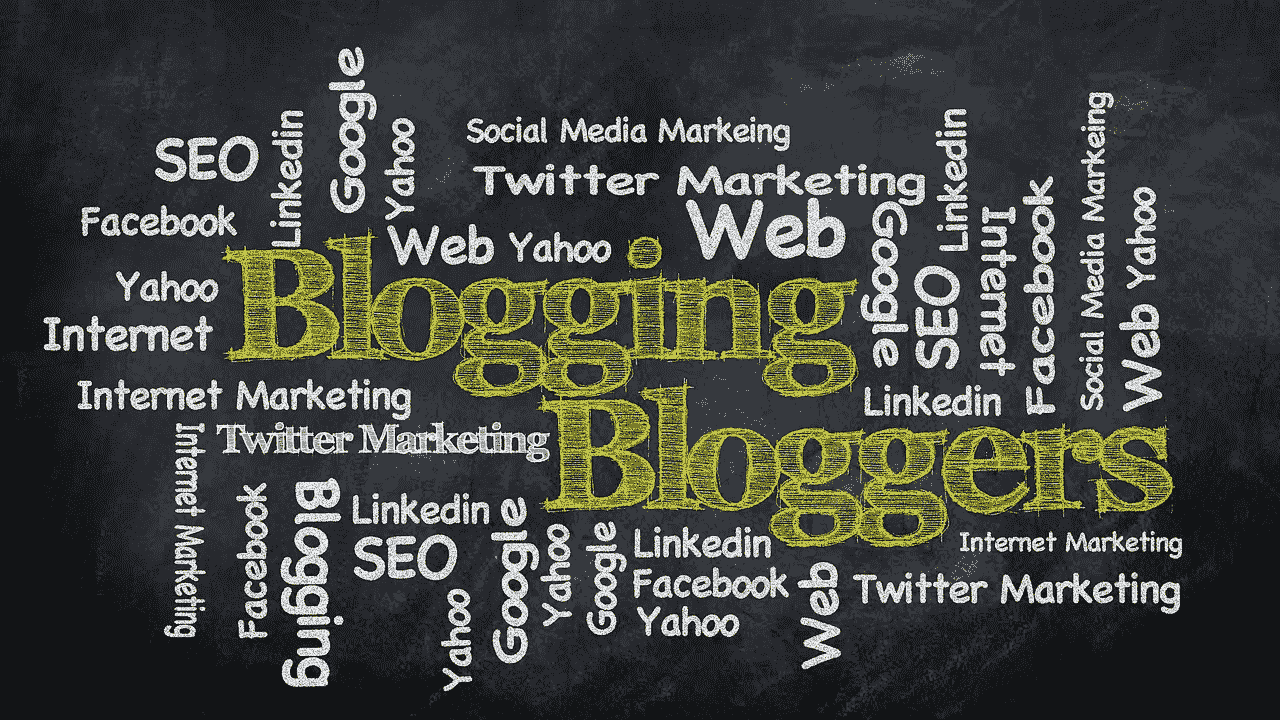 Google
Social Media Markeing
SEO
Linkedin
Yahoo
Twitter Marketing
Linkedin
Social Media Markeing
Facebook
Web
Yahoo
Web
Google
Internet
Facebook
Yahoo
Yahoo
Blogging
SEO
Web
Internet
Internet Marketing
Linkedin
Twitter Marketing
Bloggers
Internet Marketing
Facebook
Blogging
Linkedin
Google
SEO
Yahoo
Google
Linkedin
Internet Marketing
Facebook
Twitter Marketing
Yahoo
Web
Yahoo